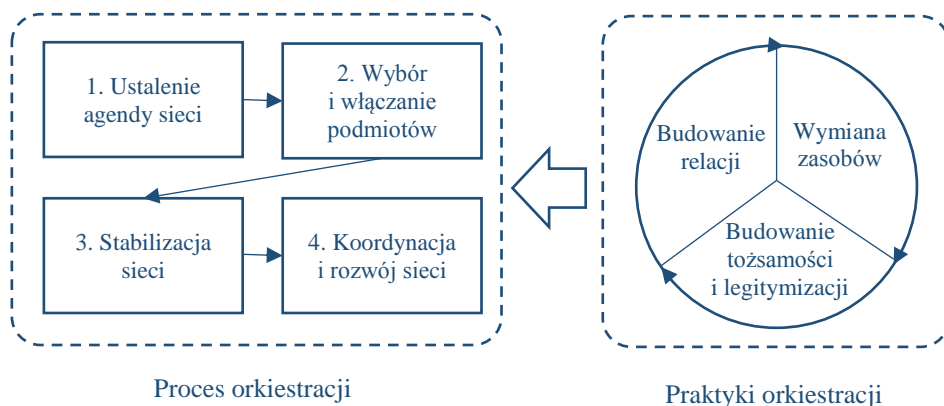 1. Ustalenie
agendy sieci
2. Wybór
i włączanie
podmiotów
3. Stabilizacja
sieci
4. Koordynacja
i rozwój sieci
Proces orkiestracji
Budowanie
relacji
Wymiana
zasobów
Budowanie
tożsamości
i legitymizacji
Praktyki orkiestracji